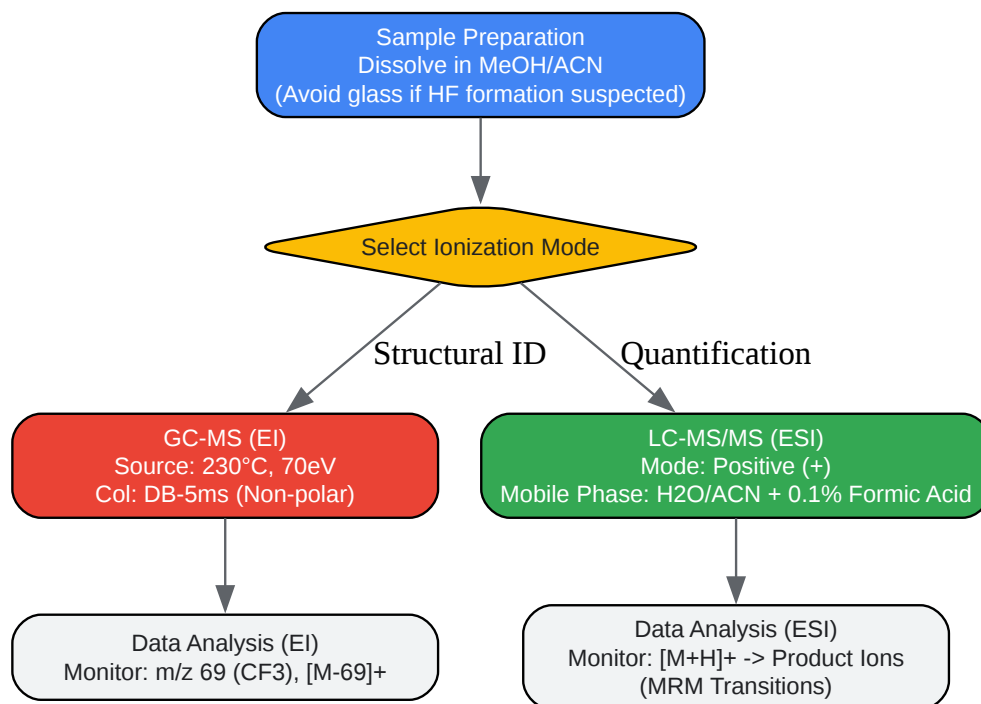 Sample Preparation
Dissolve in MeOH/ACN
(Avoid glass if HF formation suspected)
Select Ionization Mode
Structural ID
Quantification
GC-MS (EI)
Source: 230°C, 70eV
Col: DB-5ms (Non-polar)
LC-MS/MS (ESI)
Mode: Positive (+)
Mobile Phase: H2O/ACN + 0.1% Formic Acid
Data Analysis (EI)
Monitor: m/z 69 (CF3), [M-69]+
Data Analysis (ESI)
Monitor: [M+H]+ -> Product Ions
(MRM Transitions)